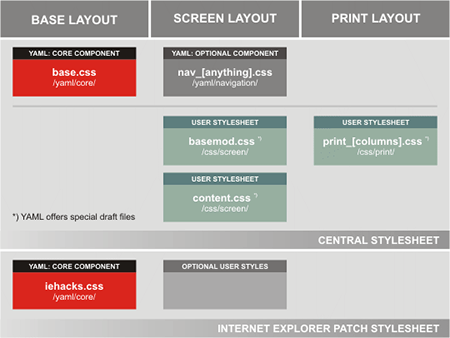 BASE LAYOUT
SCREEN LAYOUT
PRINT LAYOUT
YAML: CORE COMPONENT
base.css
/yaml/core/
YAML: OPTIONAL COMPONENT
nav_[anything].css
/yaml/navigation/
USER STYLESHEET
basemod.css *)
/css/screen/
USER STYLESHEET
print_[columns].css *)
/css/print/
USER STYLESHEET
content.css *)
/css/screen/
*) YAML offers special draft files
CENTRAL STYLESHEET
YAML: CORE COMPONENT
iehacks.css
/yaml/core/
OPTIONAL USER STYLES
INTERNET EXPLORER PATCH STYLESHEET